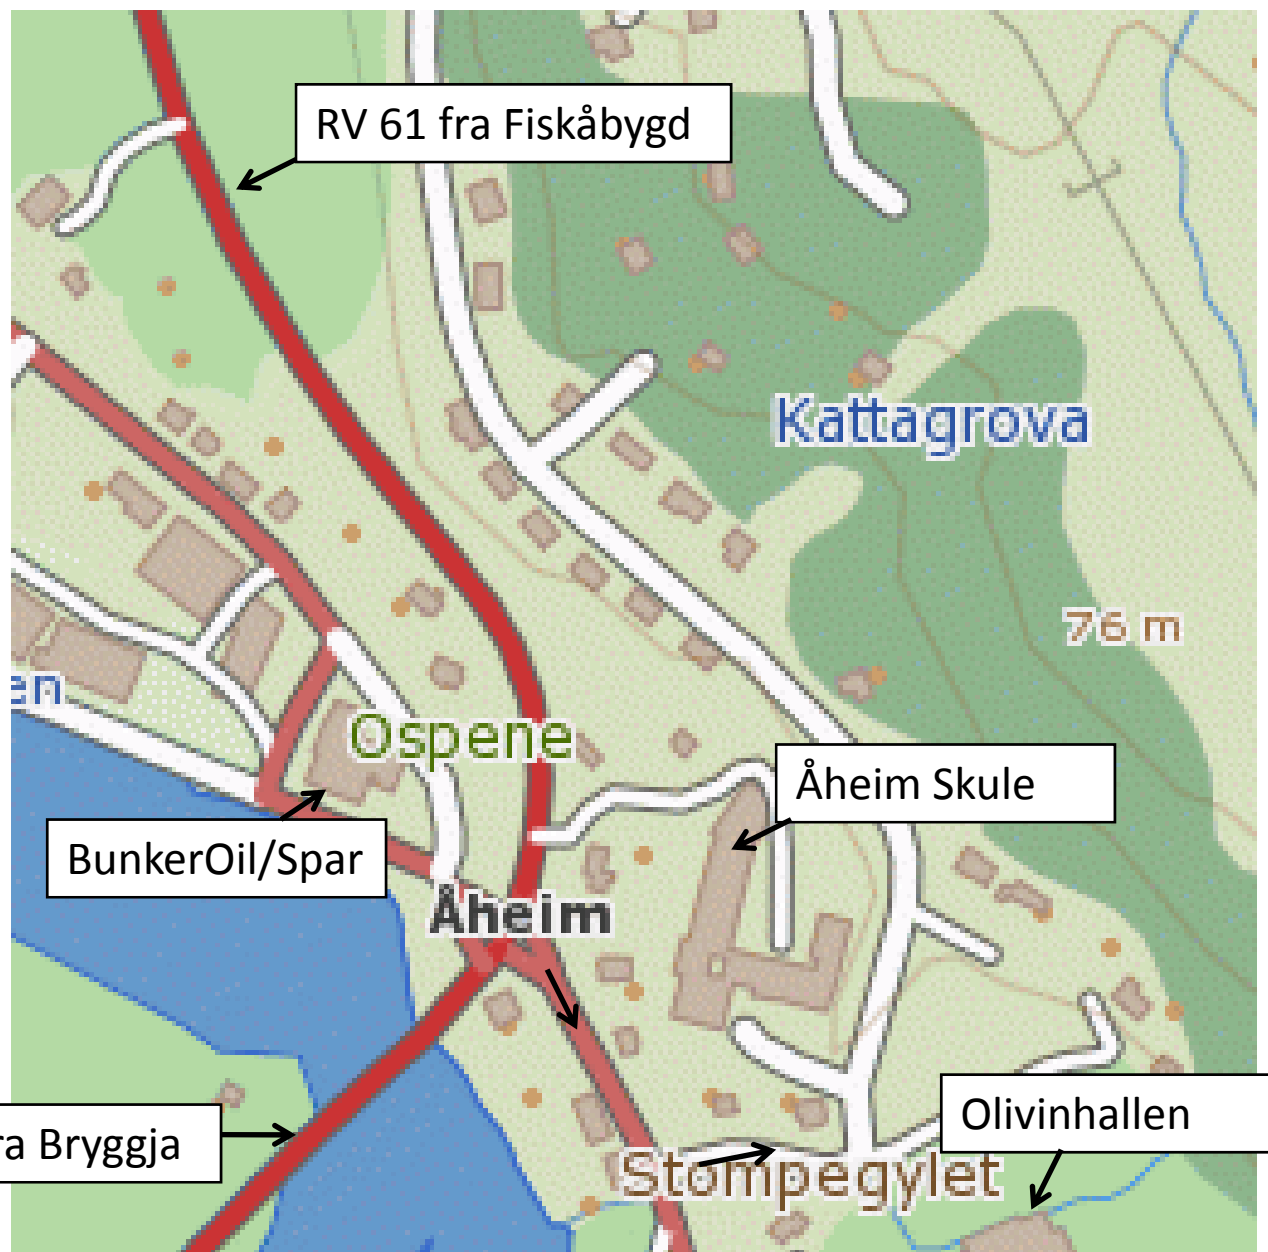 RV 61 fra Fiskåbygd
Kattagrova
76 m
en
Ospene
Åheim Skule
BunkerOil/Spar
Åheim
Olivinhallen
ra Bryggja
Stompegylet